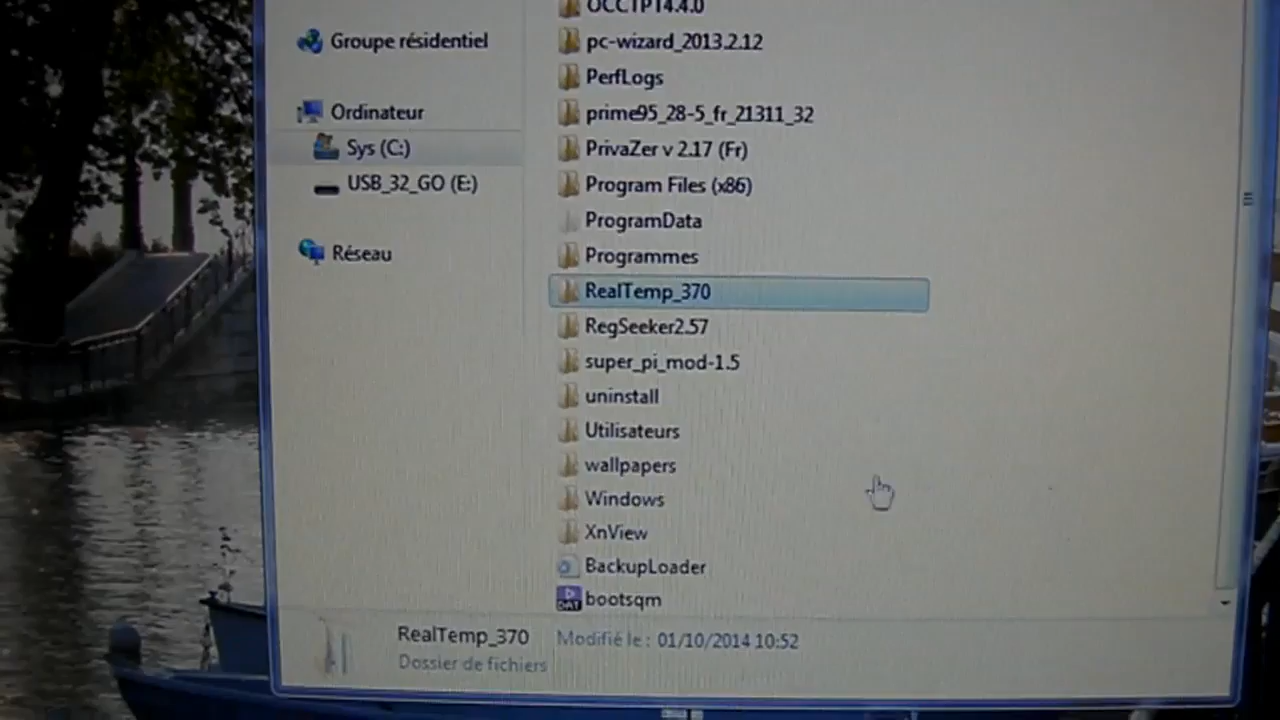 Groupe résidentiel
Ordinateur
Sys (C:)
USB_32_GO (E:)
Réseau
OCCTPT4.4.0
pc-wizard_2013.2.12
PerfLogs
prime95_28-5_fr_21311_32
PrivaZer v 2.17 (Fr)
Program Files (x86)
ProgramData
Programmes
RealTemp_370
RegSeeker2.57
super_pi_mod-1.5
uninstall
Utilisateurs
wallpapers
Windows
XnView
BackupLoader
DAT
bootsqm
RealTemp_370 Modifié le : 01/10/2014 10:52
Dossier de fichiers